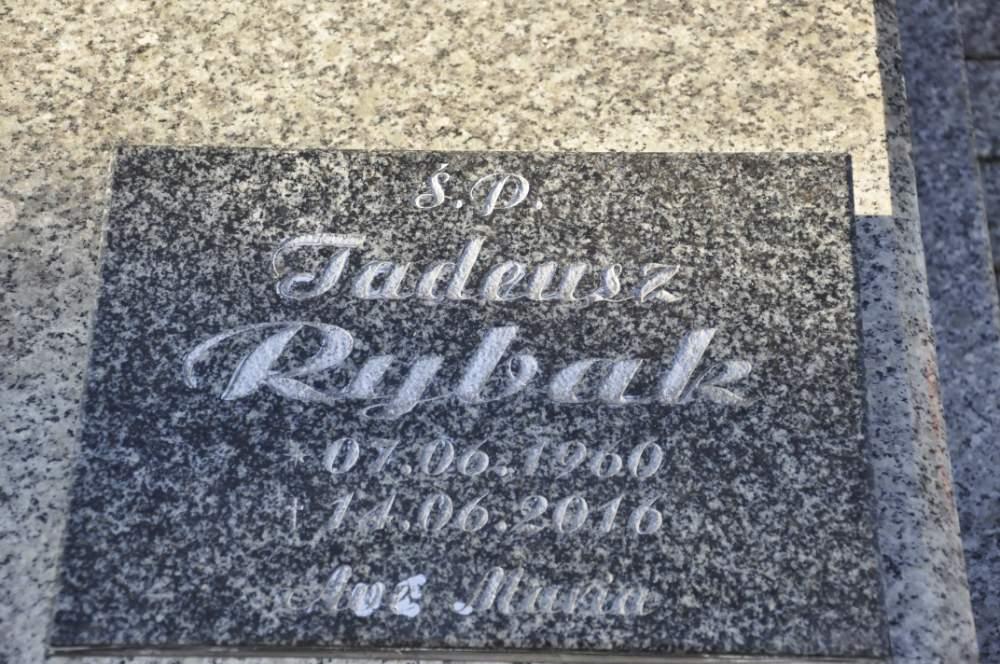 Ś.P.
Tadeusz
Rybak
* 07.06.1960
† 14.06.2016
Ave Maria